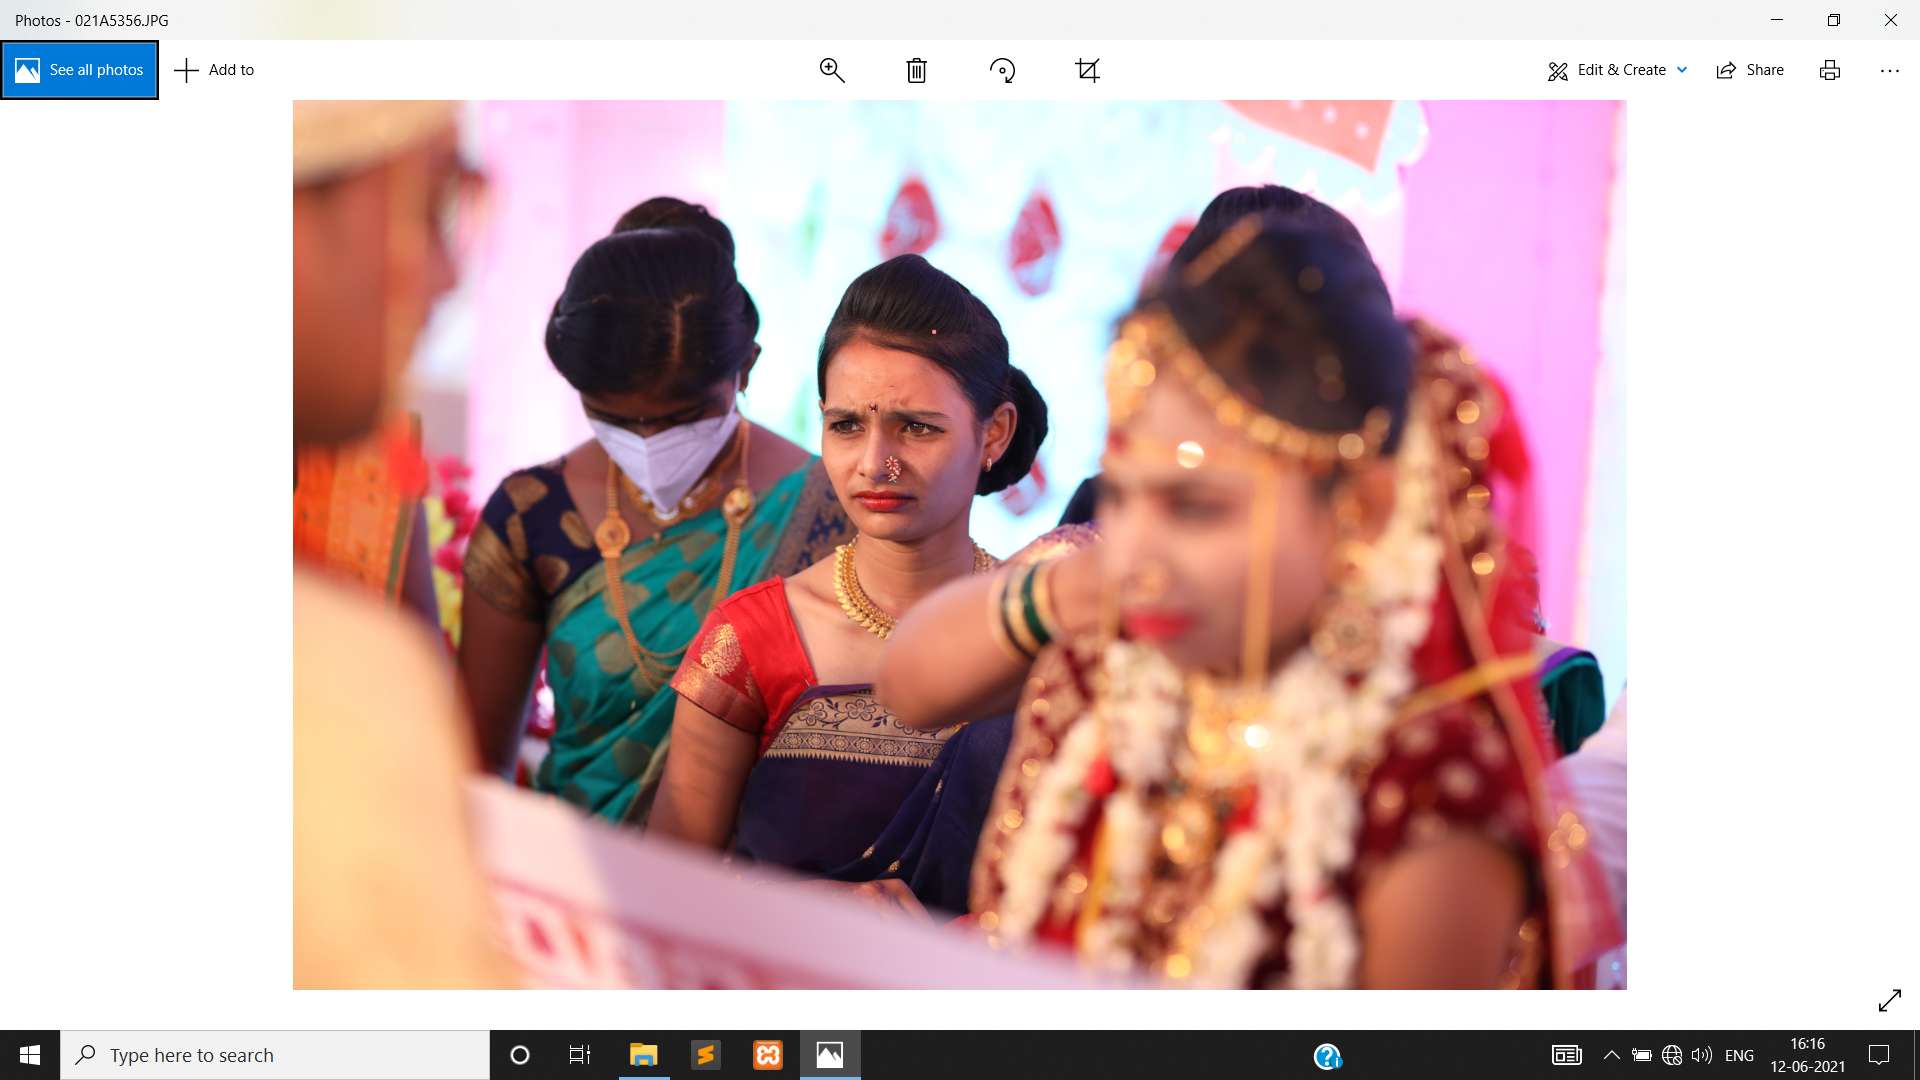 Photos - 021A5356.JPG
See all photos
Add to
Edit & Create
Share
Type here to search
ENG
16:16
12-06-2021